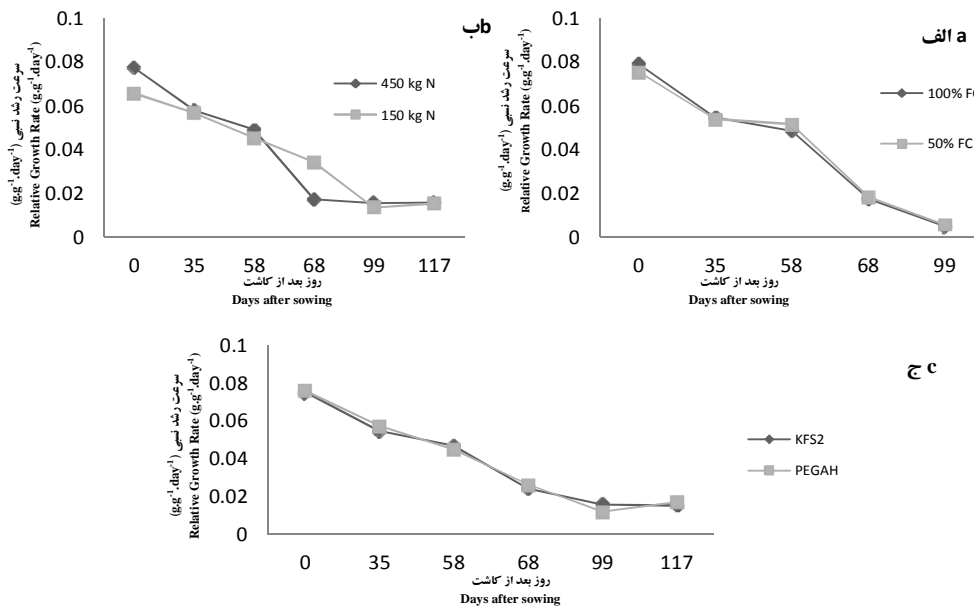 ب b
0.1
0.08
0.06
0.04
0.02
0
سرعت رشد نسبی (g.g-1.day-1)
Relative Growth Rate (g.g-1.day-1)
450 kg N
150 kg N
0 35 58 68 99 117
روز بعد از کاشت
Days after sowing
a الف
0.1
0.08
0.06
0.04
0.02
0
سرعت رشد نسبی (g.g-1.day-1)
Relative Growth Rate (g.g-1.day-1)
100% FC
50% FC
0 35 58 68 99
روز بعد از کاشت
Days after sowing
c ج
0.1
0.08
0.06
0.04
0.02
0
سرعت رشد نسبی (g.g-1.day-1)
Relative Growth Rate (g.g-1.day-1)
KFS2
PEGAH
0 35 58 68 99 117
روز بعد از کاشت
Days after sowing